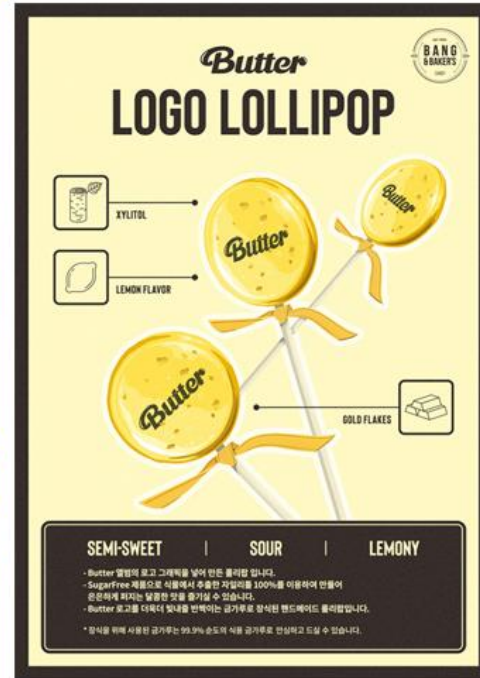 Butter
BANG
&BAKER'S
CANDY
LOGO LOLLIPOP
XYLITOL
Butter
Butter
LEMON FLAVOR
Butter
GOLD FLAKES
SEMI-SWEET | SOUR | LEMONY
- Butter 앨범의 로고 그래픽을 넣어 만든 롤리팝 입니다.
- SugarFree 제품으로 식물에서 추출한 자일리톨 100%를 이용하여 만들어
은은하게 퍼지는 달콤한 맛을 즐기실 수 있습니다.
- Butter 로고를 더욱더 빛내줄 반짝이는 금가루로 장식된 핸드메이드 롤리팝입니다.
* 장식을 위해 사용된 금가루는 99.9% 순도의 식용 금가루로 안심하고 드실 수 있습니다.